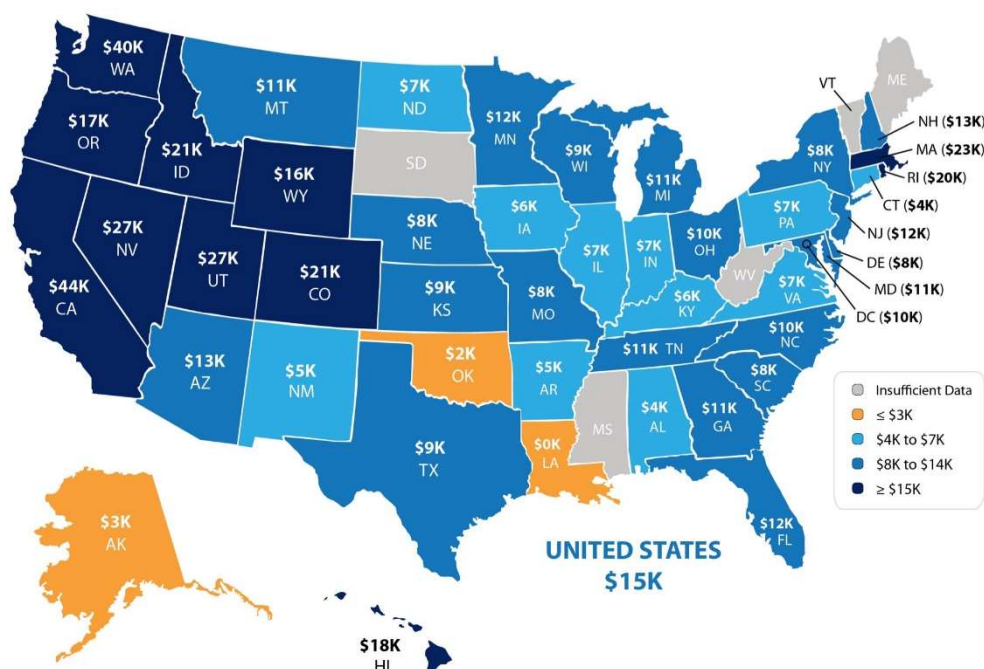 $40K
WA
$17K
OR
$21K
ID
$11K
MT
$7K
ND
$12K
MN
SD
$16K
WY
$9K
WI
$11K
MI
$8K
NY
VT
ME
NH ($13K)
MA ($23K)
RI ($20K)
CT ($4K)
NJ ($12K)
DE ($8K)
MD ($11K)
DC ($10K)
$27K
NV
$27K
UT
$44K
CA
$21K
CO
$8K
NE
$6K
IA
$7K
IL
$7K
IN
$10K
OH
$7K
PA
WV
$7K
VA
$9K
KS
$8K
MO
$6K
KY
$10K
NC
$11K TN
$8K
SC
$13K
AZ
$5K
NM
$2K
OK
$5K
AR
MS
$4K
AL
$11K
GA
$9K
TX
$0K
LA
$12K
FL
Insufficient Data
≤ $3K
$4K to $7K
$8K to $14K
≥ $15K
UNITED STATES
$15K
$3K
AK
$18K
HI